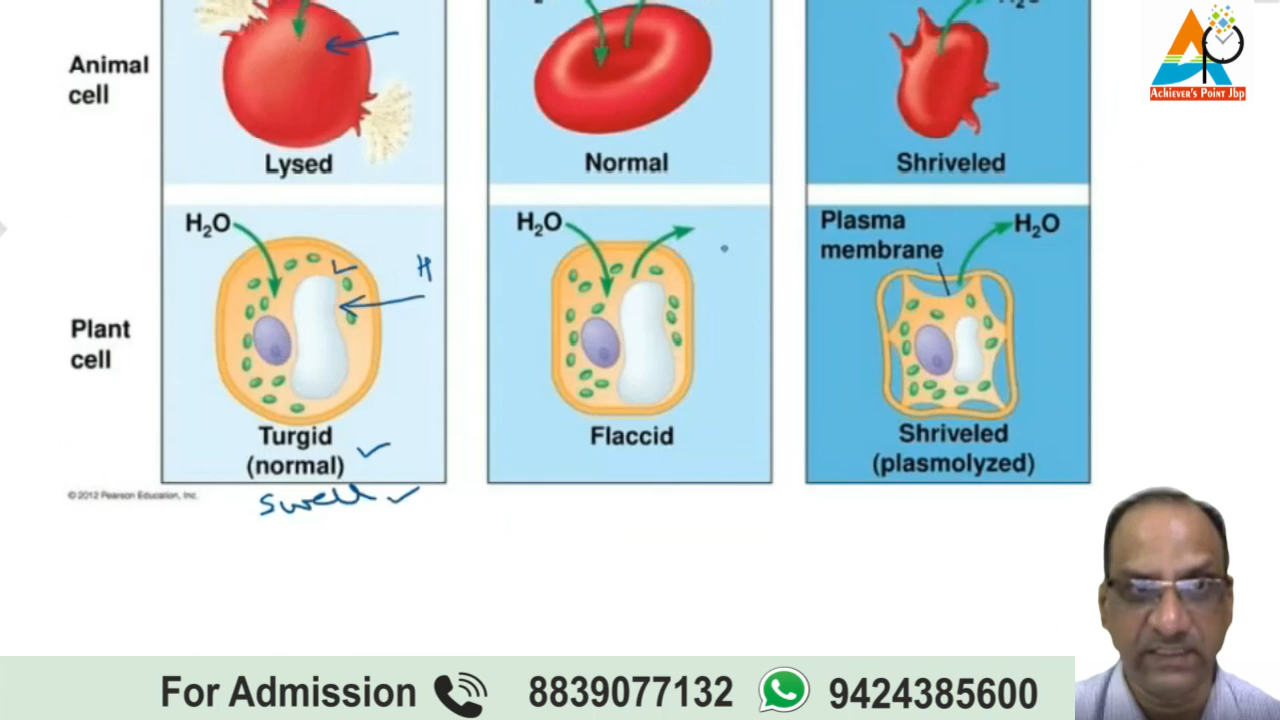 H₂O
Animal
cell
Lysed
Normal
Shriveled
ACHIEVER'S POINT JBP
H₂O
H₂O
Plasma
membrane
H₂O
H
Plant
cell
Turgid
(normal)
Flaccid
Shriveled
(plasmolyzed)
© 2012 Pearson Education, Inc.
Swell
For Admission 8839077132 9424385600